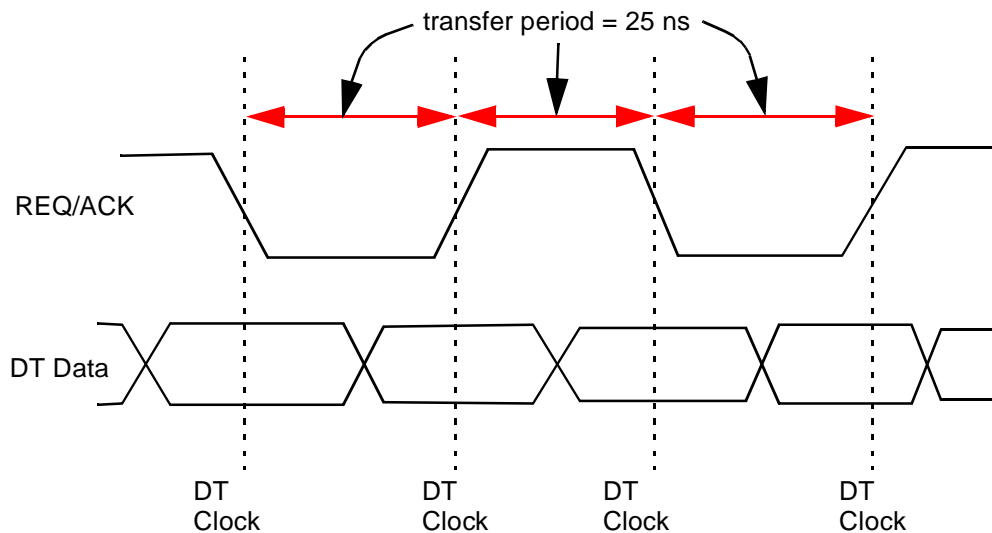 transfer period = 25 ns
REQ/ACK
DT Data
DT
Clock
DT
Clock
DT
Clock
DT
Clock